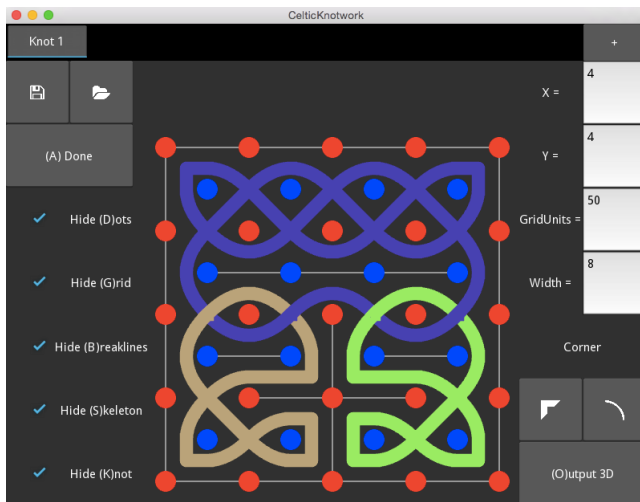 CelticKnotwork
Knot 1
+
X =
4
(A) Done
Y =
4
Hide (D)ots
GridUnits =
50
Hide (G)rid
Width =
8
Hide (B)reaklines
Corner
Hide (S)keleton
Hide (K)not
(O)utput 3D